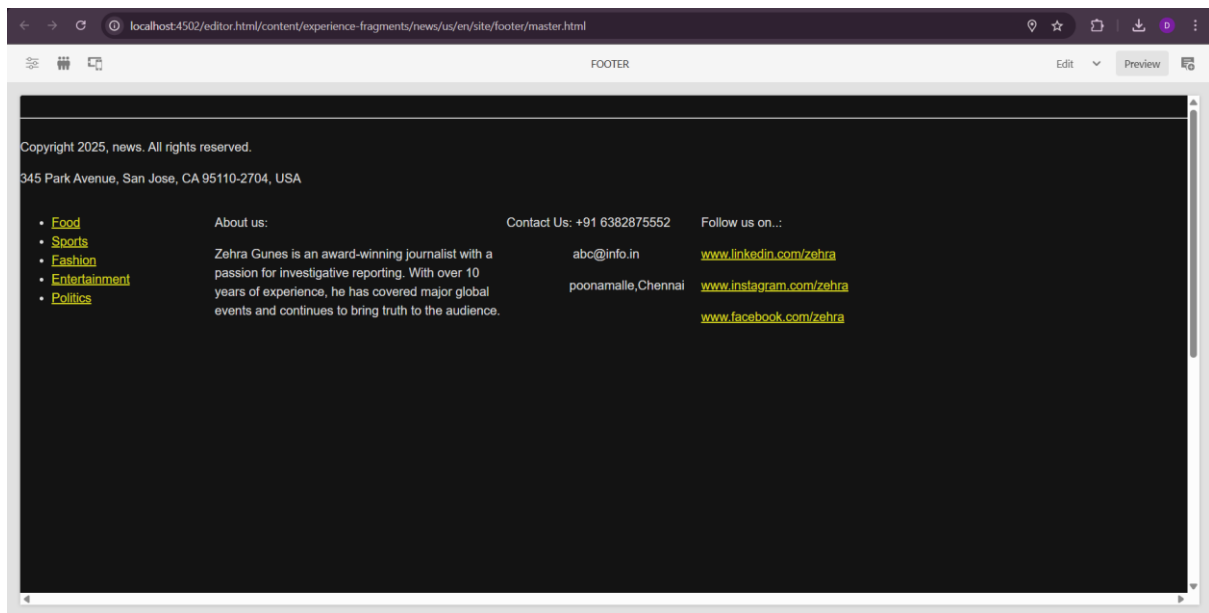 localhost:4502/editor.html/content/experience-fragments/news/us/en/site/footer/master.html
D
FOOTER
Edit
Preview
Copyright 2025, news. All rights reserved.
345 Park Avenue, San Jose, CA 95110-2704, USA
• Food
• Sports
• Fashion
• Entertainment
• Politics
About us:
Zehra Gunes is an award-winning journalist with a
passion for investigative reporting. With over 10
years of experience, he has covered major global
events and continues to bring truth to the audience.
Contact Us: +91 6382875552
abc@info.in
poonamalle,Chennai
Follow us on..:
www.linkedin.com/zehra
www.instagram.com/zehra
www.facebook.com/zehra